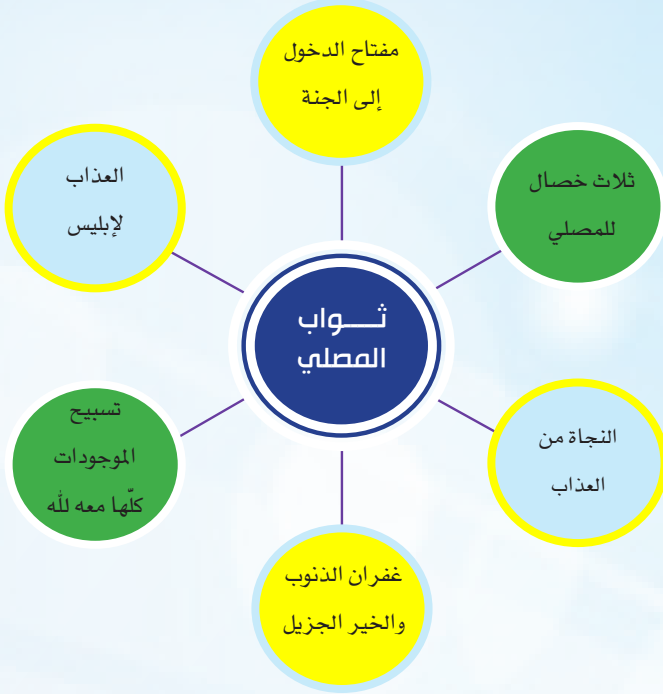 مفتاح الدخول
إلى الجنة
ثلاث خصال
للمصلي
العذاب
لإبليس
ثـــواب
المصلي
النجاة من
العذاب
تسبيح
الموجودات
كلّها معه لله
غفران الذنوب
والخير الجزيل